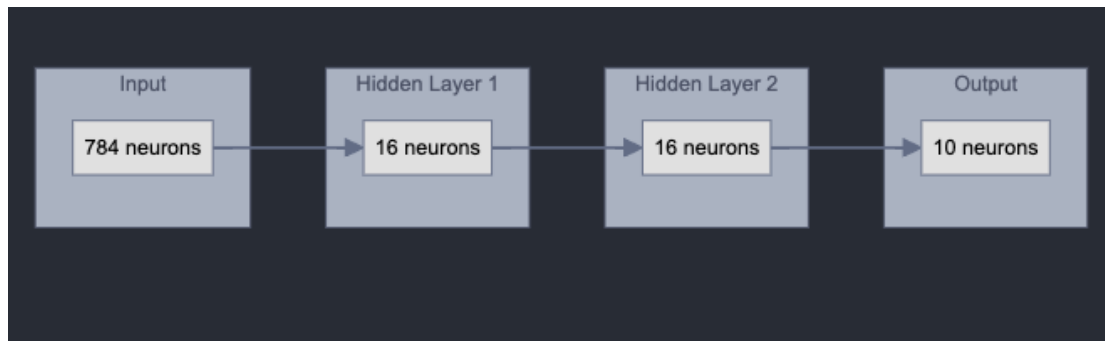 Input
784 neurons
Hidden Layer 1
16 neurons
Hidden Layer 2
16 neurons
Output
10 neurons